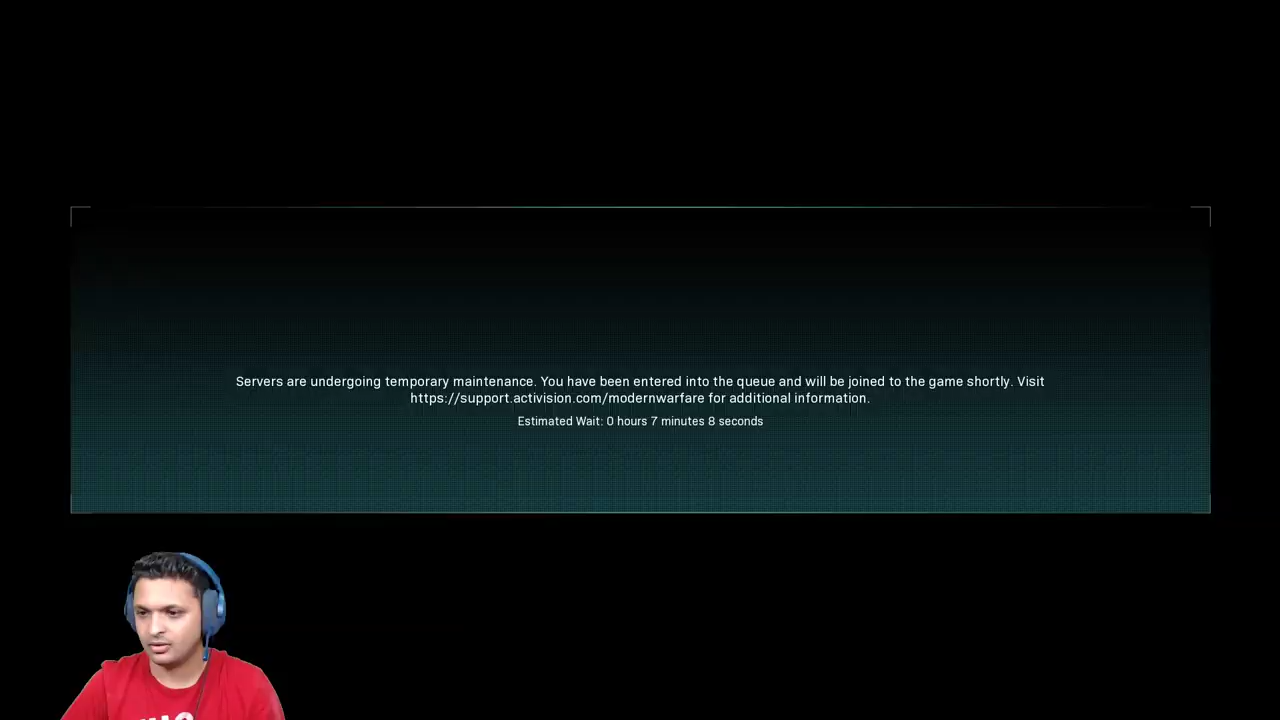 Servers are undergoing temporary maintenance. You have been entered into the queue and will be joined to the game shortly. Visit
https://support.activision.com/modernwarfare for additional information.
Estimated Wait: 0 hours 7 minutes 8 seconds